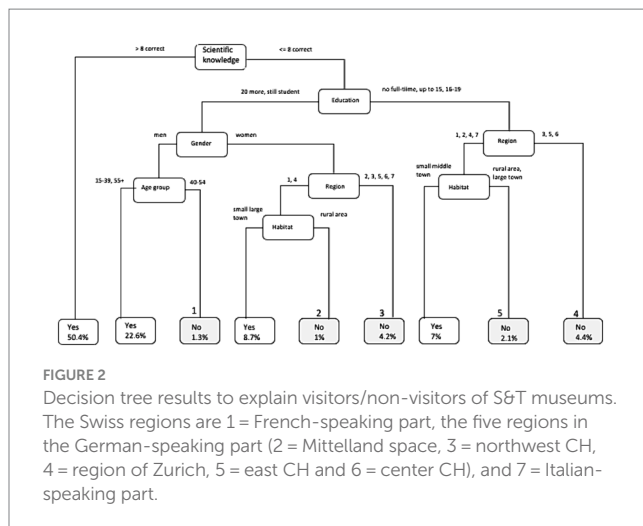 > 8 correct
Scientific
knowledge
<= 8 correct
20 more, still student
Education
no full-time, up to 15, 16-19
men
Gender
women
1, 2, 4, 7
Region
3, 5, 6
15-39, 55+
Age group
40-54
1, 4
Region
2, 3, 5, 6, 7
small middle
town
Habitat
rural area,
large town
small large
town
Habitat
rural area
1
2
3
5
4
Yes
50.4%
Yes
22.6%
No
1.3%
Yes
8.7%
No
1%
No
4.2%
Yes
7%
No
2.1%
No
4.4%
FIGURE 2
Decision tree results to explain visitors/non-visitors of S&T museums.
The Swiss regions are 1 = French-speaking part, the five regions in
the German-speaking part (2 = Mittelland space, 3 = northwest CH,
4 = region of Zurich, 5 = east CH and 6 = center CH), and 7 = Italian-
speaking part.